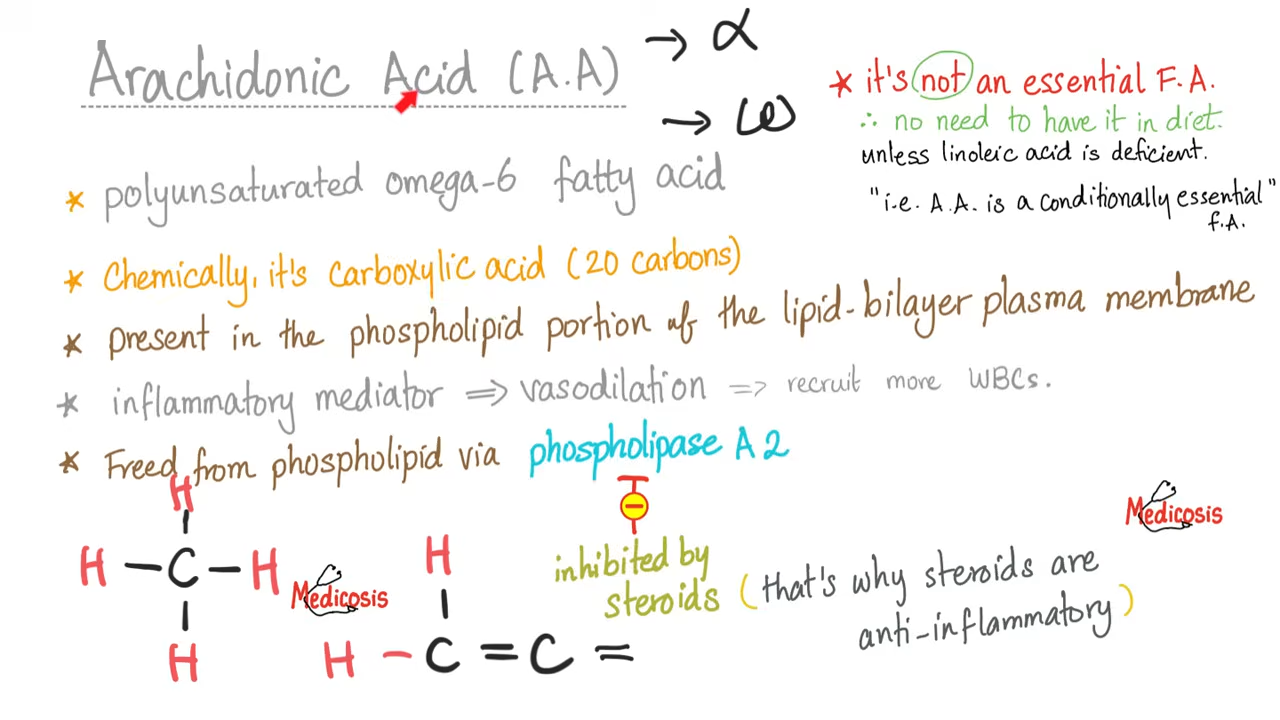 Arachidonic Acid (A.A)
→ α
→ ω
* it's not an essential F.A.
∴ no need to have it in diet.
unless linoleic acid is deficient.
"i.e. A.A. is a conditionally essential"
f.A.
* polyunsaturated omega-6 fatty acid
* Chemically, it's carboxylic acid (20 carbons)
* present in the phospholipid portion of the lipid-bilayer plasma membrane
* inflammatory mediator ⇒ vasodilation ⇒ recruit more WBCs.
* Freed from phospholipid via phospholipase A2
inhibited by
steroids (that's why steroids are
anti-inflammatory)
Medicosis
H
H — C — H
H
Medicosis
H
H — C = C =